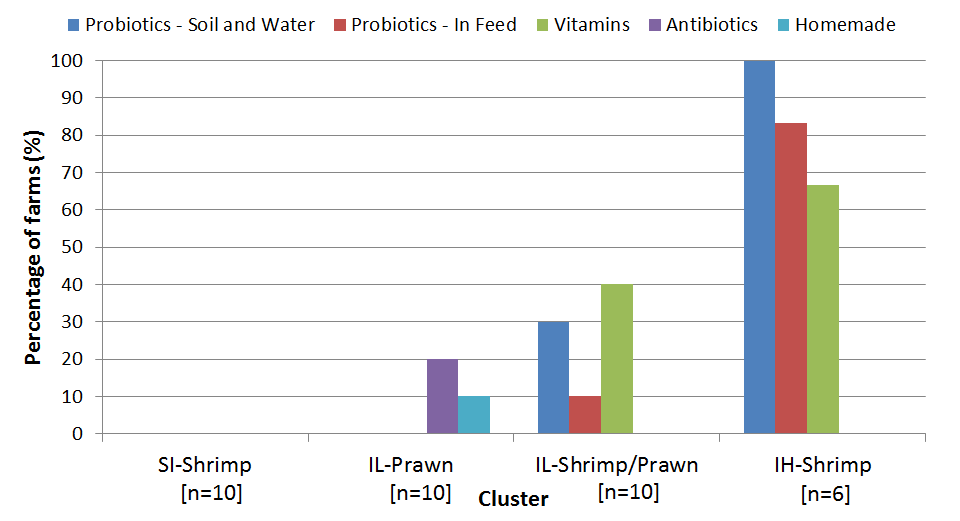 Probiotics - Soil and Water Probiotics - In Feed Vitamins Antibiotics Homemade
Percentage of farms (%)
100
90
80
70
60
50
40
30
20
10
0
SI-Shrimp IL-Prawn IL-Shrimp/Prawn IH-Shrimp
[n=10] [n=10] [n=10] [n=6]
Cluster